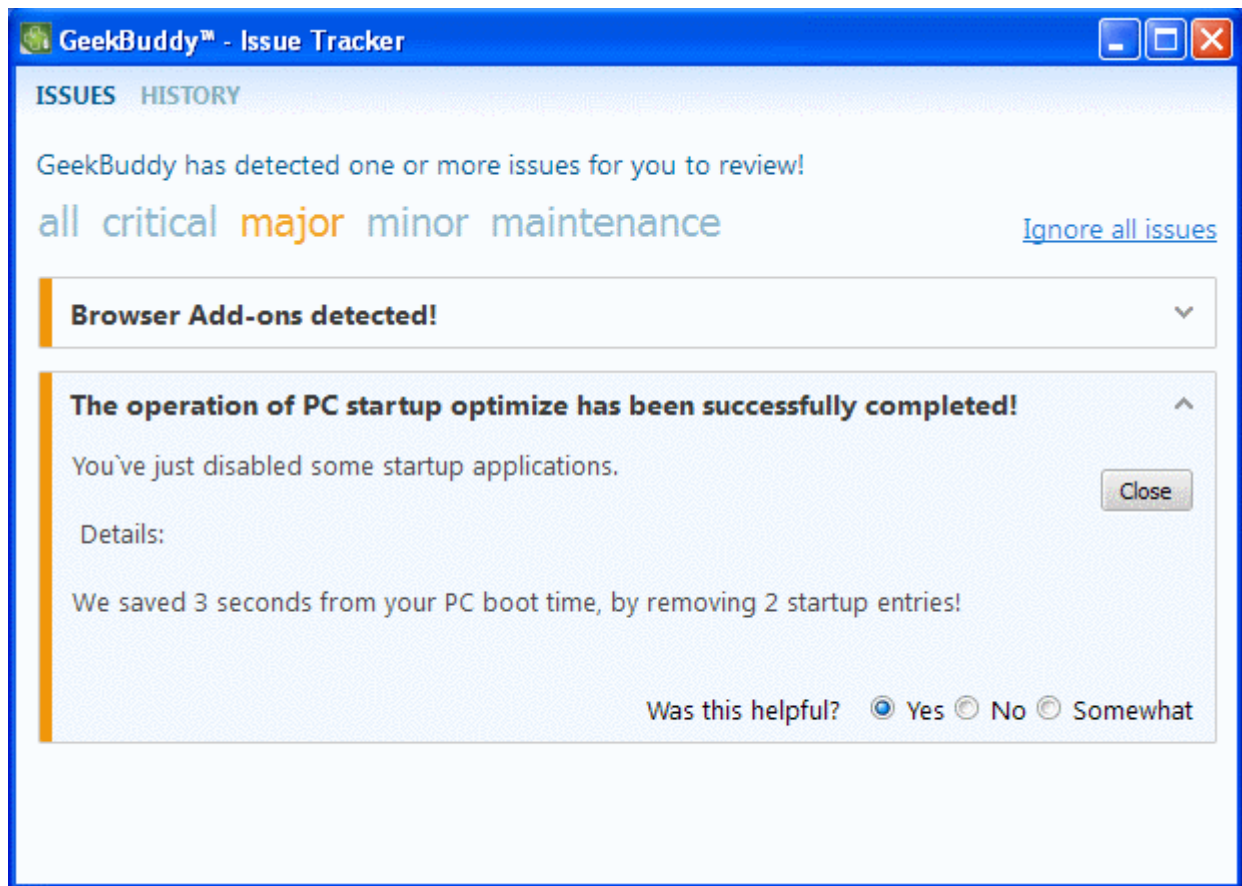 GeekBuddy™ - Issue Tracker
ISSUES HISTORY
GeekBuddy has detected one or more issues for you to review!
all critical major minor maintenance
Ignore all issues
Browser Add-ons detected!
The operation of PC startup optimize has been successfully completed!
You`ve just disabled some startup applications.
Close
Details:
We saved 3 seconds from your PC boot time, by removing 2 startup entries!
Was this helpful? Yes No Somewhat